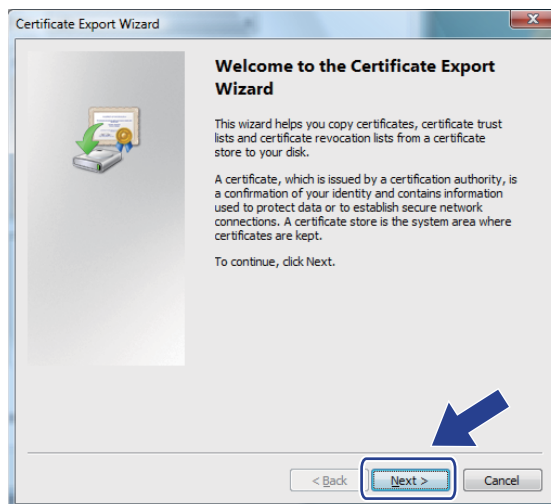 Certificate Export Wizard
Welcome to the Certificate Export
Wizard
This wizard helps you copy certificates, certificate trust
lists and certificate revocation lists from a certificate
store to your disk.
A certificate, which is issued by a certification authority, is
a confirmation of your identity and contains information
used to protect data or to establish secure network
connections. A certificate store is the system area where
certificates are kept.
To continue, click Next.
< Back
Next >
Cancel